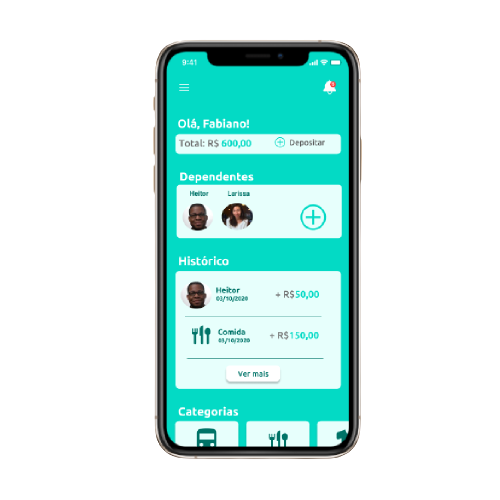 9:41
Olá, Fabiano!
Total: R$ 600,00 Depositar
Dependentes
Heitor Larissa
Histórico
Heitor + R$50,00
03/10/2020
Comida + R$150,00
03/10/2020
Ver mais
Categorias